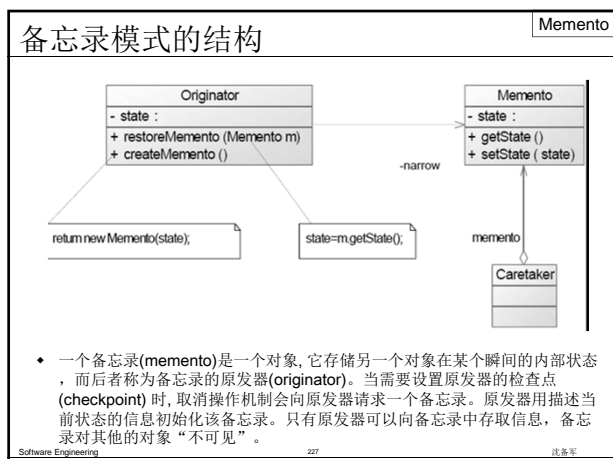 备忘录模式的结构
Memento
Originator
- state :
+ restoreMemento (Memento m)
+ createMemento ()
Memento
- state :
+ getState ()
+ setState ( state)
-narrow
return new Memento(state);
state=m.getState();
memento
Caretaker
◆ 一个备忘录(memento)是一个对象, 它存储另一个对象在某个瞬间的内部状态
，而后者称为备忘录的原发器(originator)。当需要设置原发器的检查点
(checkpoint) 时, 取消操作机制会向原发器请求一个备忘录。原发器用描述当
前状态的信息初始化该备忘录。只有原发器可以向备忘录中存取信息，备忘
录对其他的对象“不可见”。
Software Engineering
227
沈备军